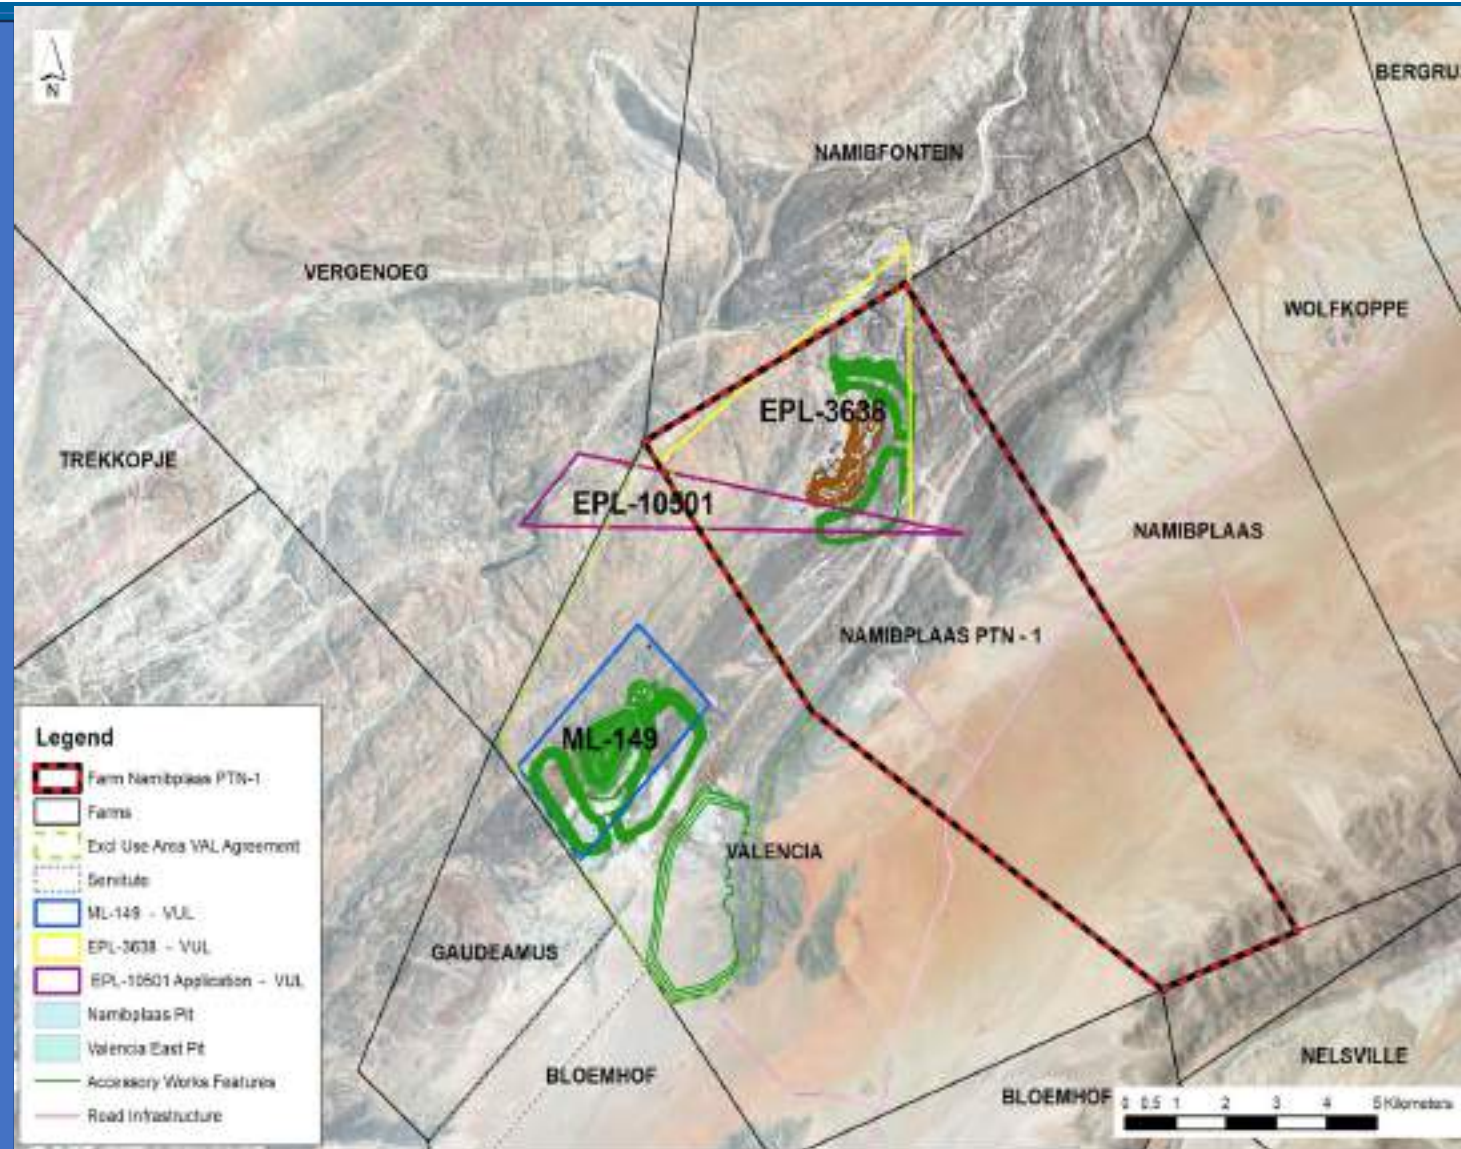 N
BERGRU
NAMIBFONTEIN
VERGENOEG
WOLFKOPPE
EPL-3638
TREKKOPJE
EPL-10501
NAMIBPLAAS
NAMIBPLAAS PTN - 1
ML-149
VALENCIA
GAUDEAMUS
BLOEMHOF
NELSVILLE
BLOEMHOF
Legend
Farm Namibplaas PTN-1
Farms
Excl Use Area VAL Agreement
Servitute
ML-149 - VUL
EPL-3638 - VUL
EPL-10501 Application - VUL
Namibplaas Pit
Valencia East Pit
Accessory Works Features
Road Infrastructure
0 0.5 1 2 3 4 5 Kilometers